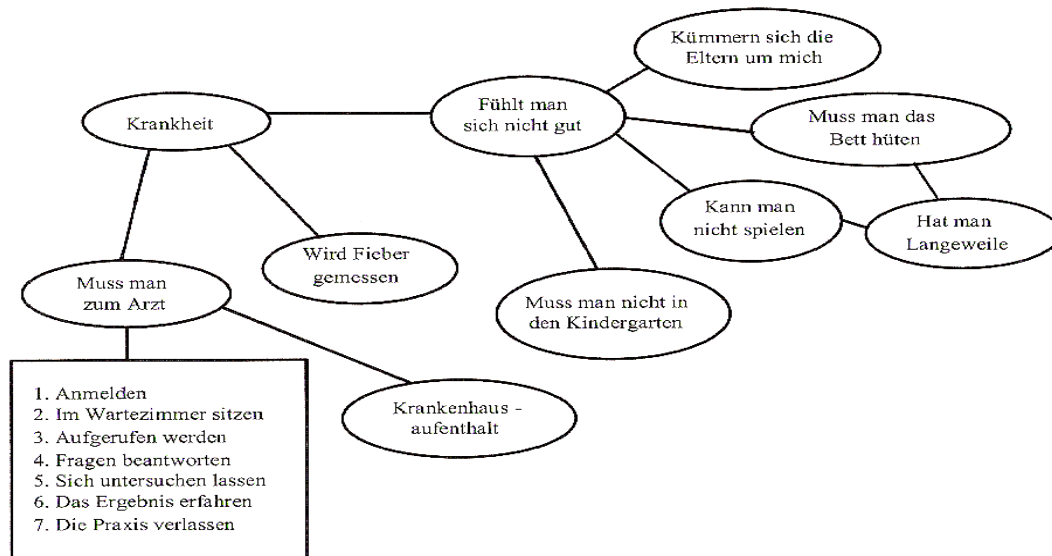 Kümmern sich die
Eltern um mich
Fühlt man
sich nicht gut
Krankheit
Muss man das
Bett hüten
Kann man
nicht spielen
Hat man
Langeweile
Wird Fieber
gemessen
Muss man
zum Arzt
Muss man nicht in
den Kindergarten
Krankenhaus -
aufenthalt
1. Anmelden
2. Im Wartezimmer sitzen
3. Aufgerufen werden
4. Fragen beantworten
5. Sich untersuchen lassen
6. Das Ergebnis erfahren
7. Die Praxis verlassen